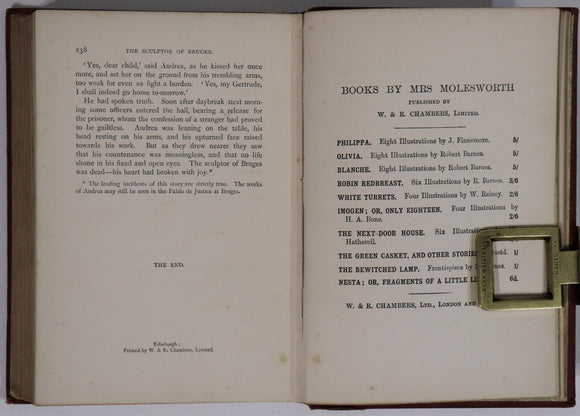 238 THE SCULPTOR OF BRUGES.
'Yes, dear child,' said Andrea, as he kissed her once
more, and set her on the ground from his trembling arms,
too weak for even so light a burden. 'Yes, my Gertrude,
I shall indeed go home to-morrow.'
He had spoken truth. Soon after daybreak next morn-
ing some officers entered the hall, bearing a release for
the prisoner, whom the confession of a stranger had proved
to be guiltless. Andrea was leaning on the table, his
head resting on his arms, and his upturned face raised
towards his work. But as they drew nearer they saw
that his countenance was meaningless, and that no life
shone in his fixed and open eyes. The sculptor of Bruges
was dead—his heart had broken with joy.*
* The leading incidents of this story are strictly true. The works
of Andrea may still be seen in the Palais de Justice at Bruges.
THE END.
Edinburgh:
Printed by W. & R. Chambers, Limited.
BOOKS BY MRS MOLESWORTH
PUBLISHED BY
W. & R. CHAMBERS, LIMITED.
PHILIPPA. Eight Illustrations by J. Finnemore. 5/
OLIVIA. Eight Illustrations by Robert Barnes. 5/
BLANCHE. Eight Illustrations by Robert Barnes. 5/
ROBIN REDBREAST. Six Illustrations by R. Barnes. 2/6
WHITE TURRETS. Four Illustrations by W. Rainey. 2/6
IMOGEN; OR, ONLY EIGHTEEN. Four Illustrations by
H. A. Bone. 2/6
THE NEXT-DOOR HOUSE. Six
Hatherell.
THE GREEN CASKET, AND OTHER STORIES. 1/
THE BEWITCHED LAMP. Frontispiece by 1/
NESTA; OR, FRAGMENTS OF A LITTLE 6d.
W. & R. CHAMBERS, LTD., LONDON AND